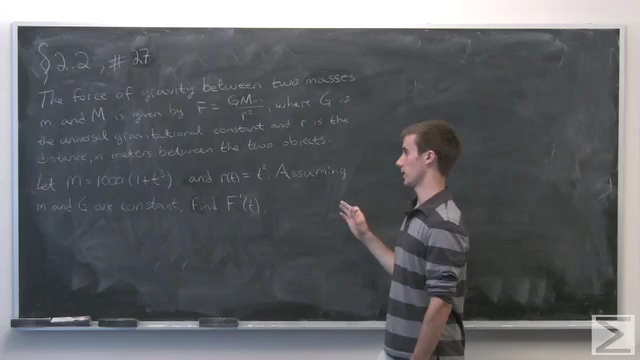 § 2.2, #27
The force of gravity between two masses
m and M is given by F = GMm/r², where G is
the universal gravitational constant and r is the
distance, in meters between the two objects.
Let M = 1000 (1+t³) and r(t) = t². Assuming
m and G are constant, find F'(t).
Σ